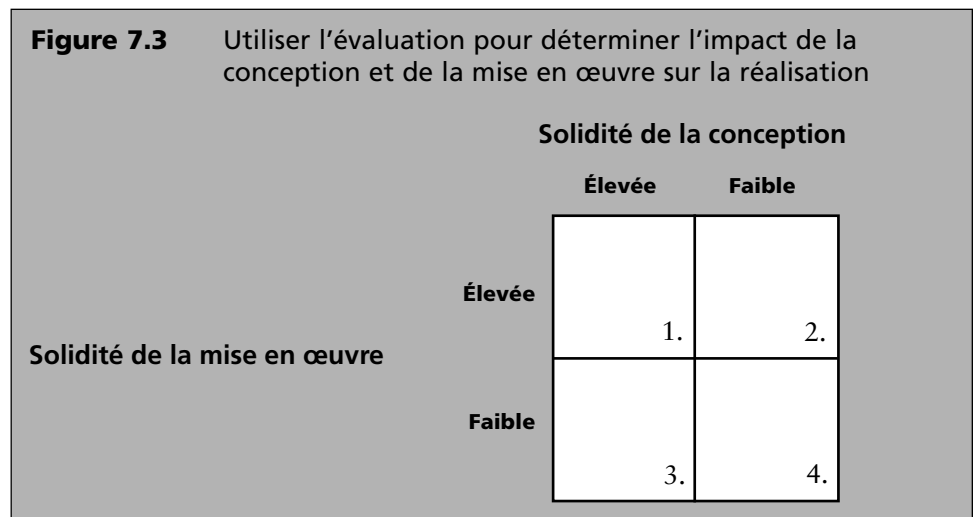 Figure 7.3 Utiliser l'évaluation pour déterminer l'impact de la
conception et de la mise en œuvre sur la réalisation
Solidité de la conception
Élevée Faible
Élevée
1. 2.
Solidité de la mise en œuvre
Faible
3. 4.